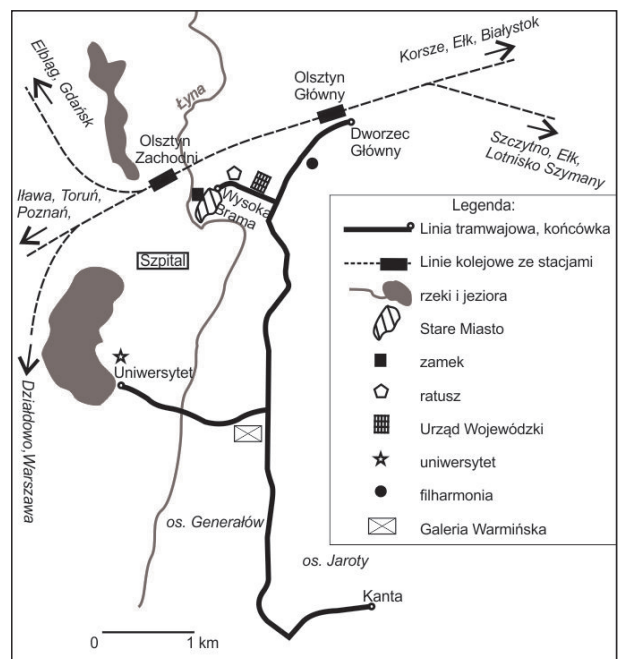 Elbląg, Gdańsk
Łyna
Korsze, Ełk, Białystok
Olsztyn
Główny
Olsztyn
Zachodni
Dworzec
Główny
Szczytno, Ełk,
Lotnisko Szymany
Iława, Toruń,
Poznań,
Wysoka
Brama
Szpital
Uniwersytet
Działdowo,Warszawa
os. Generałów
os. Jaroty
Kanta
0 1 km
Legenda:
Linia tramwajowa, końcówka
Linie kolejowe ze stacjami
rzeki i jeziora
Stare Miasto
zamek
ratusz
Urząd Wojewódzki
uniwersytet
filharmonia
Galeria Warmińska